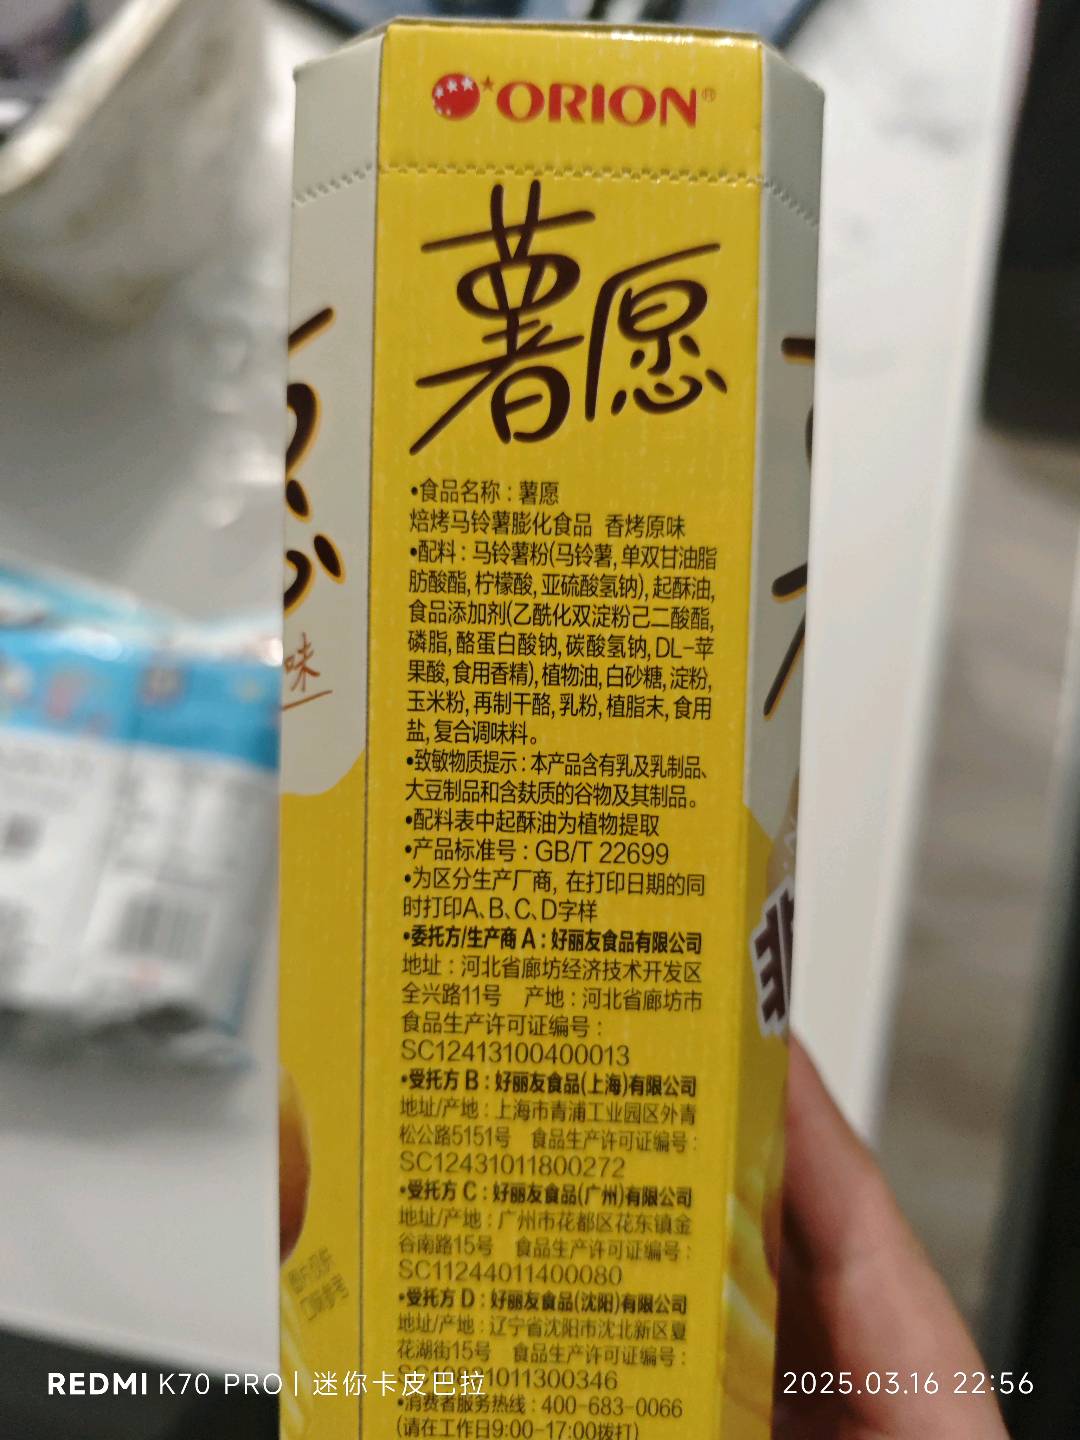 ORION®
薯愿
•食品名称：薯愿
焙烤马铃薯膨化食品 香烤原味
•配料：马铃薯粉(马铃薯,单双甘油脂
肪酸酯,柠檬酸,亚硫酸氢钠),起酥油,
食品添加剂(乙酰化双淀粉己二酸酯,
磷脂,酪蛋白酸钠,碳酸氢钠,DL-苹
果酸,食用香精),植物油,白砂糖,淀粉,
玉米粉,再制干酪,乳粉,植脂末,食用
盐,复合调味料。
•致敏物质提示：本产品含有乳及乳制品、
大豆制品和含麸质的谷物及其制品。
•配料表中起酥油为植物提取
•产品标准号：GB/T 22699
•为区分生产厂商，在打印日期的同
时打印A、B、C、D字样
•委托方/生产商 A：好丽友食品有限公司
地址：河北省廊坊经济技术开发区
全兴路11号 产地：河北省廊坊市
食品生产许可证编号：
SC12413100400013
•受托方 B：好丽友食品(上海)有限公司
地址/产地：上海市青浦工业园区外青
松公路5151号 食品生产许可证编号：
SC12431011800272
•受托方 C：好丽友食品(广州)有限公司
地址/产地：广州市花都区花东镇金
谷南路15号 食品生产许可证编号：
SC11244011400080
•受托方 D：好丽友食品(沈阳)有限公司
地址/产地：辽宁省沈阳市沈北新区夏
花湖街15号 食品生产许可证编号：
•消费者服务热线：400-683-0066
(请在工作日9:00-17:00拨打)
味
REDMI K70 PRO | 迷你卡皮巴拉
2025.03.16 22:56